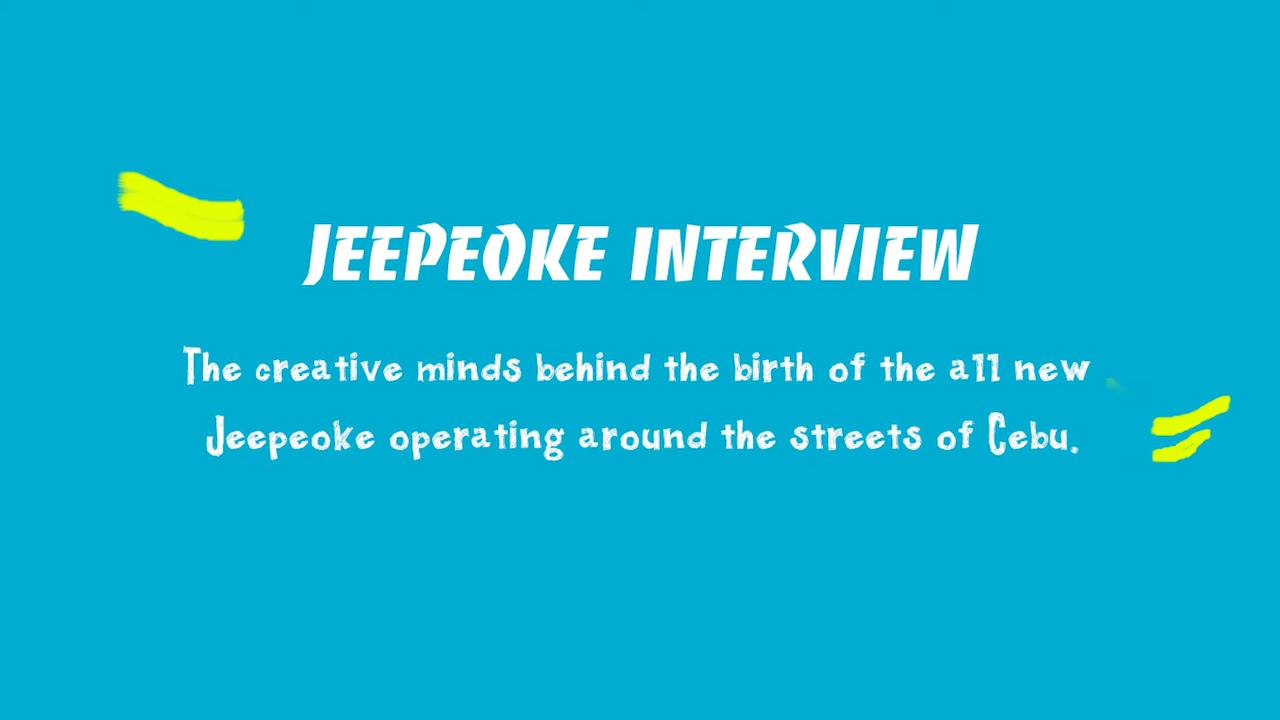 JEEPEOKE INTERVIEW
The creative minds behind the birth of the all new
Jeepeoke operating around the streets of Cebu.